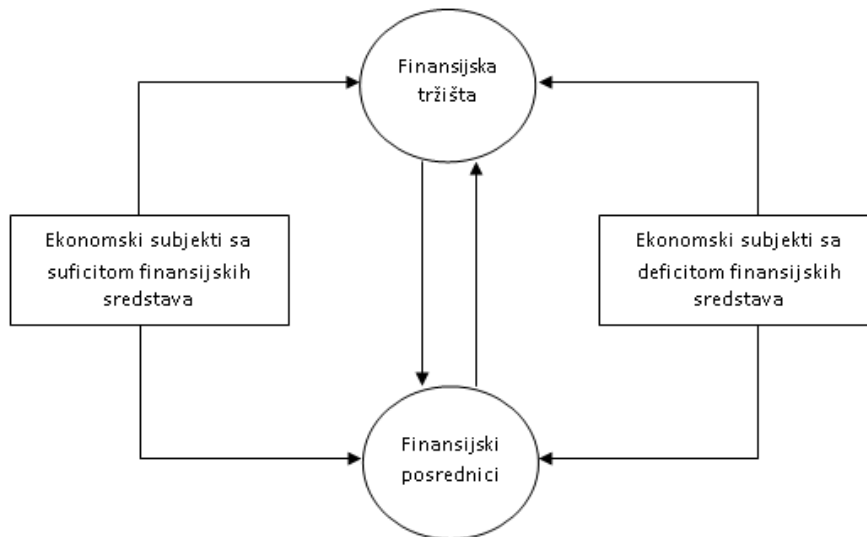 Finansijska
tržišta
Ekonomski subjekti sa
suficitom finansijskih
sredstava
Ekonomski subjekti sa
deficitom finansijskih
sredstava
Finansijski
posrednici